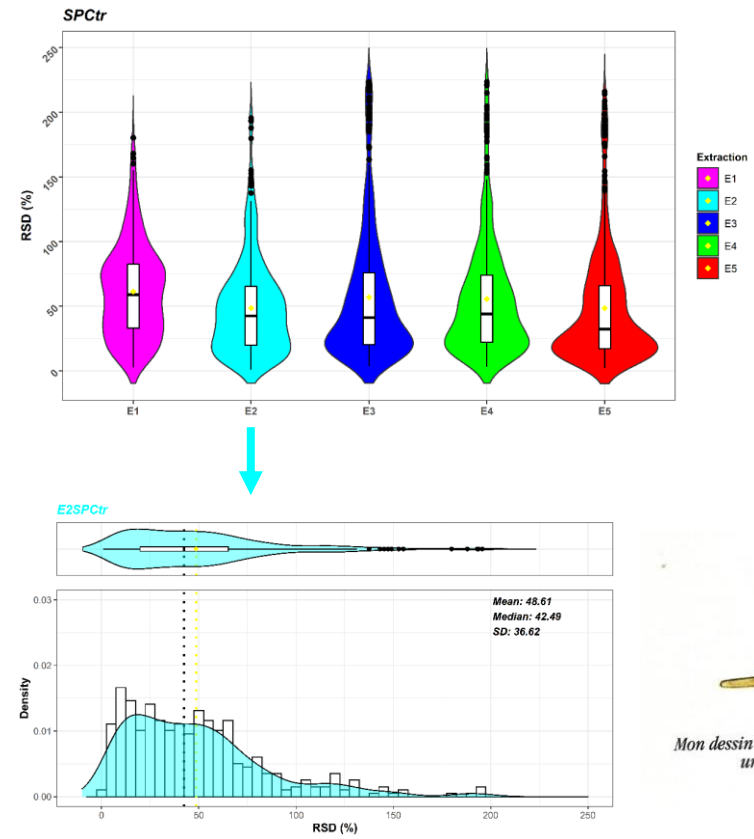 SPCtr
250
200
150
100
50
0
RSD (%)
E1 E2 E3 E4 E5
Extraction
E1
E2
E3
E4
E5
E2SPCtr
Mean: 48.61
Median: 42.49
SD: 36.62
0.03
0.02
0.01
0.00
Density
0 50 100 150 200 250
RSD (%)
Mon dessin
un